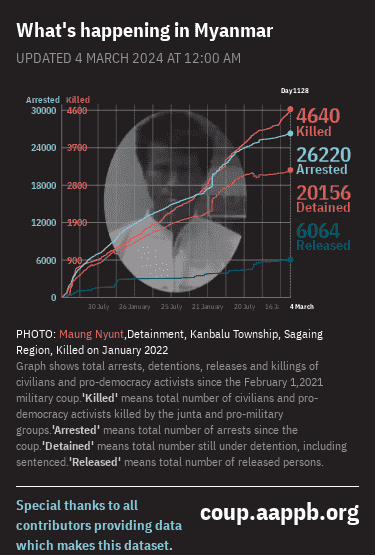 What's happening in Myanmar
UPDATED 4 MARCH 2024 AT 12:00 AM
Day1128
Arrested Killed
30000 4600
24000 3700
18000 2800
12000 1900
6000 900
0
4640
Killed
26220
Arrested
20156
Detained
6064
Released
30 July 26 January 25 July 21 January 20 July 16 J. 4 March
PHOTO: Maung Nyunt,Detainment, Kanbalu Township, Sagaing
Region, Killed on January 2022
Graph shows total arrests, detentions, releases and killings of
civilians and pro-democracy activists since the February 1,2021
military coup.'Killed' means total number of civilians and pro-
democracy activists killed by the junta and pro-military
groups.'Arrested' means total number of arrests since the
coup.'Detained' means total number still under detention, including
sentenced.'Released' means total number of released persons.
Special thanks to all
contributors providing data
which makes this dataset.
coup.aappb.org